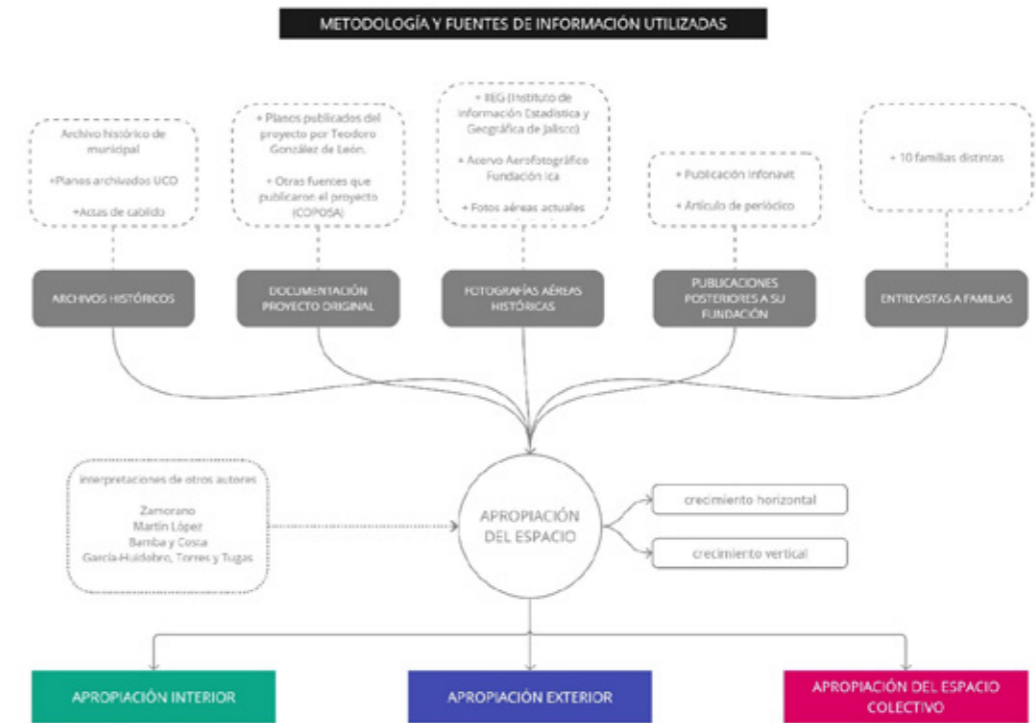 METODOLOGÍA Y FUENTES DE INFORMACIÓN UTILIZADAS
Archivo histórico de
municipal
+Planos archivados UCO
+Actas de cabildo
+ Planos publicados del
proyecto por Teodoro
González de León.
+ Otras fuentes que
publicaron el proyecto
(COPOSA)
+ IIEG (Instituto de
Información Estadística y
Geográfica de Jalisco)
+ Acervo Aerofotográfico
Fundación Ica
+ Fotos aéreas actuales
+ Publicación Infonavit
+ Artículo de periódico
+ 10 familias distintas
ARCHIVOS HISTÓRICOS
DOCUMENTACIÓN
PROYECTO ORIGINAL
FOTOGRAFÍAS AÉREAS
HISTÓRICAS
PUBLICACIONES
POSTERIORES A SU
FUNDACIÓN
ENTREVISTAS A FAMILIAS
interpretaciones de otros autores
Zamorano
Martín López
Bamba y Costa
García-Huidobro, Torres y Tugas
APROPIACIÓN
DEL ESPACIO
crecimiento horizontal
crecimiento vertical
APROPIACIÓN INTERIOR
APROPIACIÓN EXTERIOR
APROPIACIÓN DEL ESPACIO
COLECTIVO